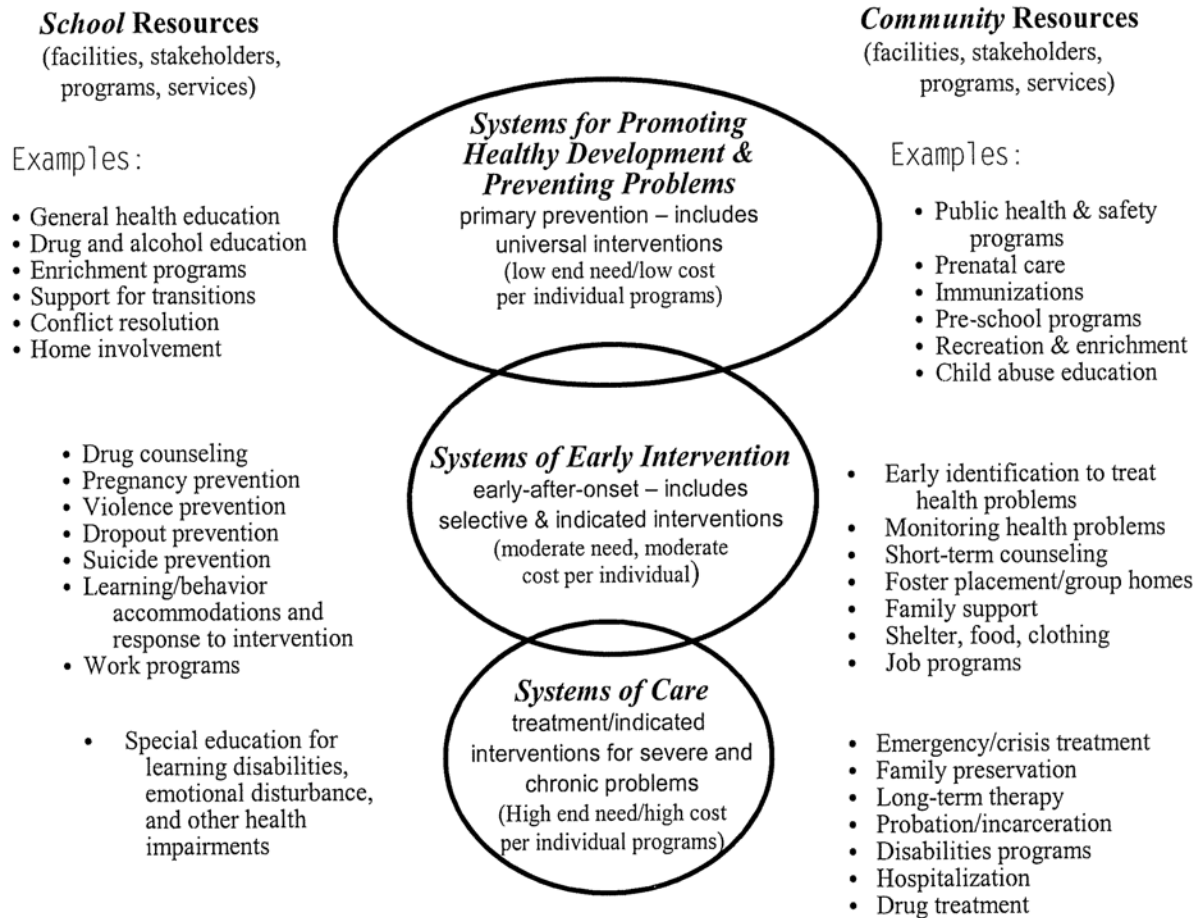 School Resources
(facilities, stakeholders,
programs, services)
Examples:
• General health education
• Drug and alcohol education
• Enrichment programs
• Support for transitions
• Conflict resolution
• Home involvement
• Drug counseling
• Pregnancy prevention
• Violence prevention
• Dropout prevention
• Suicide prevention
• Learning/behavior
accommodations and
response to intervention
• Work programs
• Special education for
learning disabilities,
emotional disturbance,
and other health
impairments
Systems for Promoting
Healthy Development &
Preventing Problems
primary prevention – includes
universal interventions
(low end need/low cost
per individual programs)
Systems of Early Intervention
early-after-onset – includes
selective & indicated interventions
(moderate need, moderate
cost per individual)
Systems of Care
treatment/indicated
interventions for severe and
chronic problems
(High end need/high cost
per individual programs)
Community Resources
(facilities, stakeholders,
programs, services)
Examples:
• Public health & safety
programs
• Prenatal care
• Immunizations
• Pre-school programs
• Recreation & enrichment
• Child abuse education
• Early identification to treat
health problems
• Monitoring health problems
• Short-term counseling
• Foster placement/group homes
• Family support
• Shelter, food, clothing
• Job programs
• Emergency/crisis treatment
• Family preservation
• Long-term therapy
• Probation/incarceration
• Disabilities programs
• Hospitalization
• Drug treatment